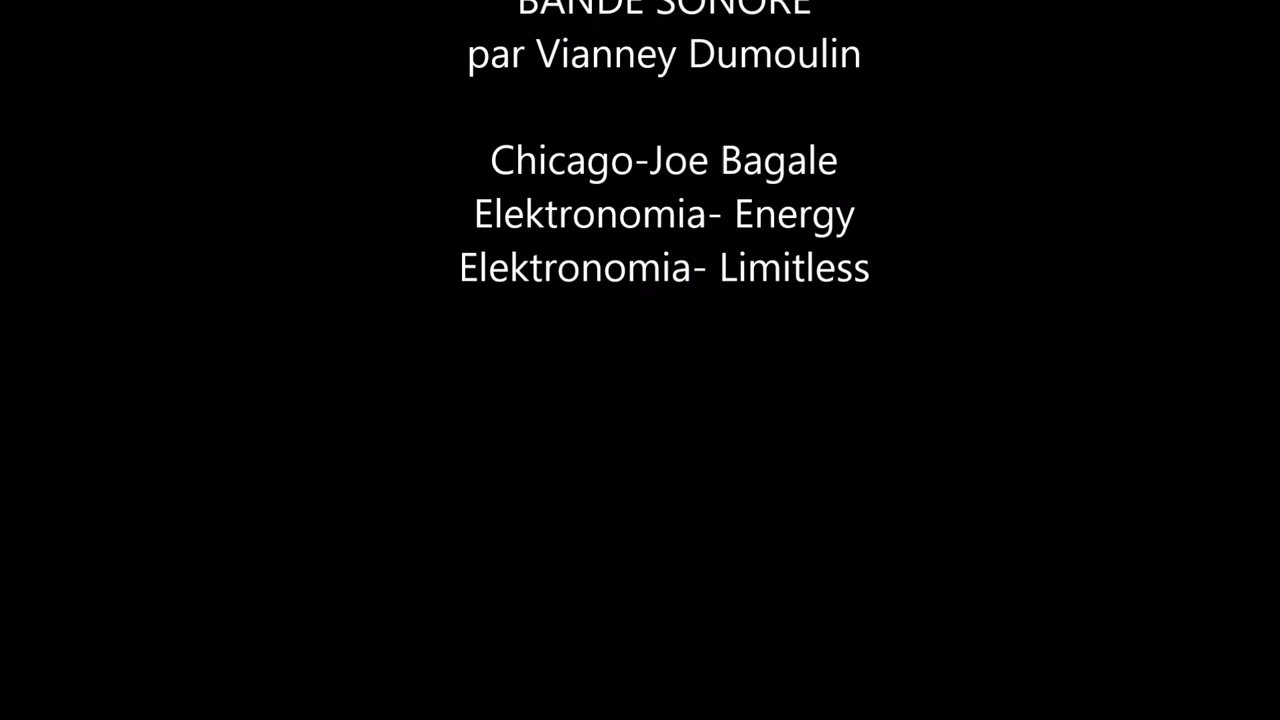 BANDE SONORE
par Vianney Dumoulin
Chicago-Joe Bagale
Elektronomia- Energy
Elektronomia- Limitless